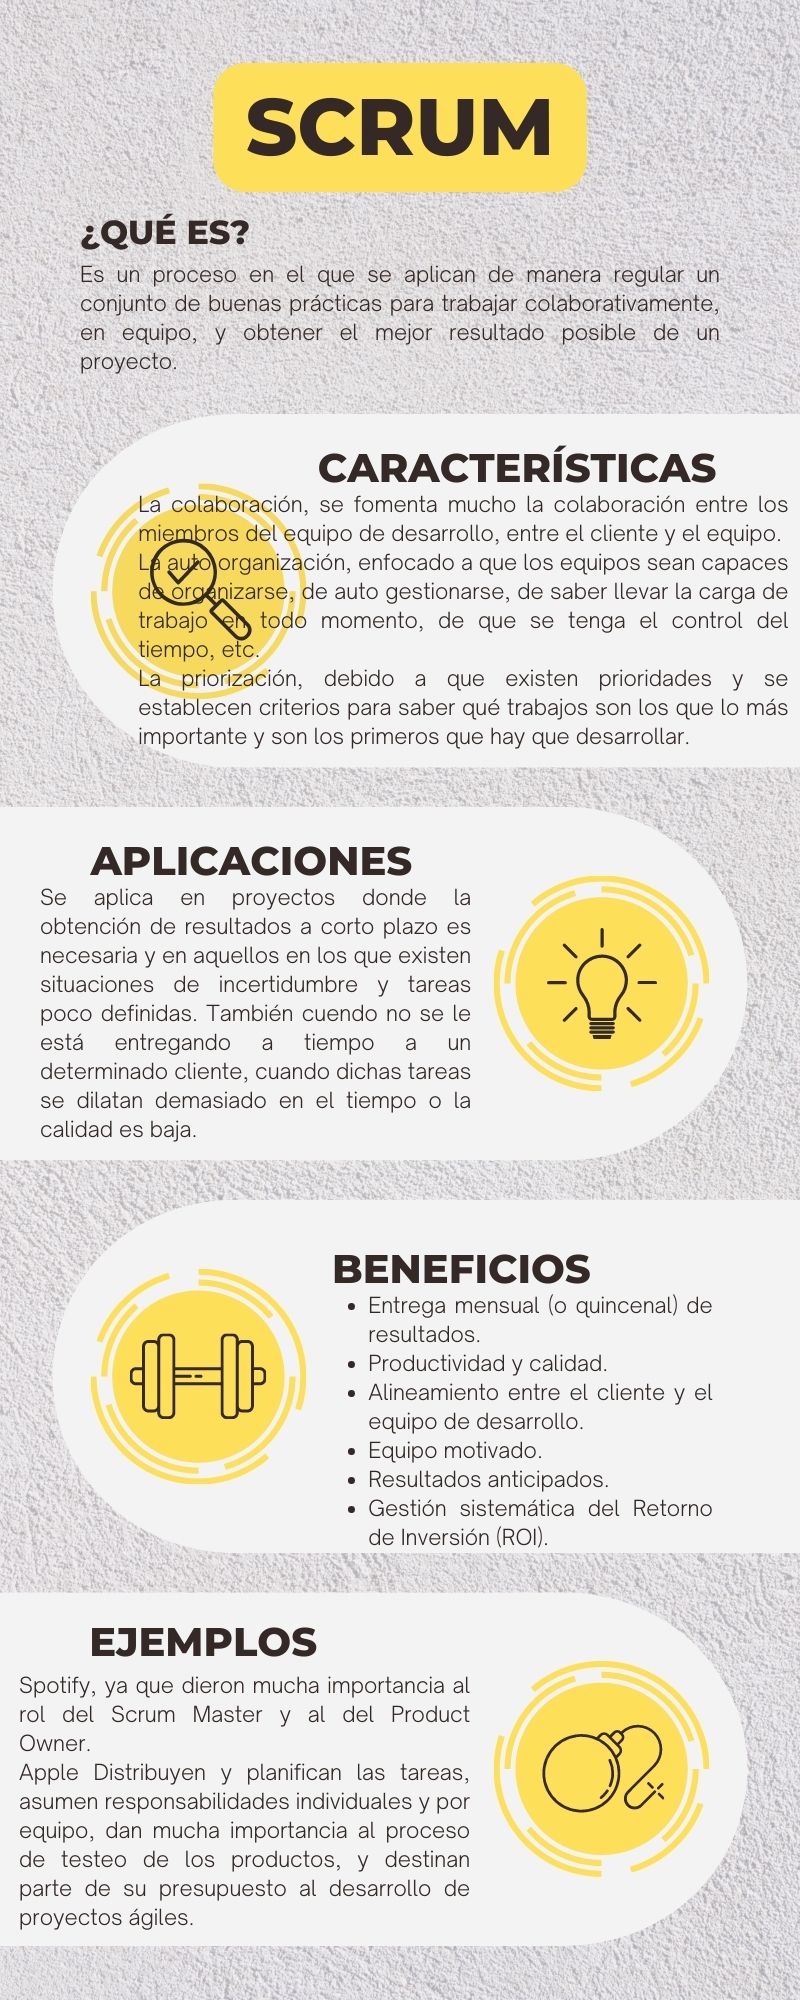 SCRUM
¿QUÉ ES?
Es un proceso en el que se aplican de manera regular un
conjunto de buenas prácticas para trabajar colaborativamente,
en equipo, y obtener el mejor resultado posible de un
proyecto.
CARACTERÍSTICAS
La colaboración, se fomenta mucho la colaboración entre los
miembros del equipo de desarrollo, entre el cliente y el equipo.
La auto organización, enfocado a que los equipos sean capaces
de organizarse, de auto gestionarse, de saber llevar la carga de
trabajo en todo momento, de que se tenga el control del
tiempo, etc.
La priorización, debido a que existen prioridades y se
establecen criterios para saber qué trabajos son los que lo más
importante y son los primeros que hay que desarrollar.
APLICACIONES
Se aplica en proyectos donde la
obtención de resultados a corto plazo es
necesaria y en aquellos en los que existen
situaciones de incertidumbre y tareas
poco definidas. También cuendo no se le
está entregando a tiempo a un
determinado cliente, cuando dichas tareas
se dilatan demasiado en el tiempo o la
calidad es baja.
BENEFICIOS
• Entrega mensual (o quincenal) de
resultados.
• Productividad y calidad.
• Alineamiento entre el cliente y el
equipo de desarrollo.
• Equipo motivado.
• Resultados anticipados.
• Gestión sistemática del Retorno
de Inversión (ROI).
EJEMPLOS
Spotify, ya que dieron mucha importancia al
rol del Scrum Master y al del Product
Owner.
Apple Distribuyen y planifican las tareas,
asumen responsabilidades individuales y por
equipo, dan mucha importancia al proceso
de testeo de los productos, y destinan
parte de su presupuesto al desarrollo de
proyectos ágiles.